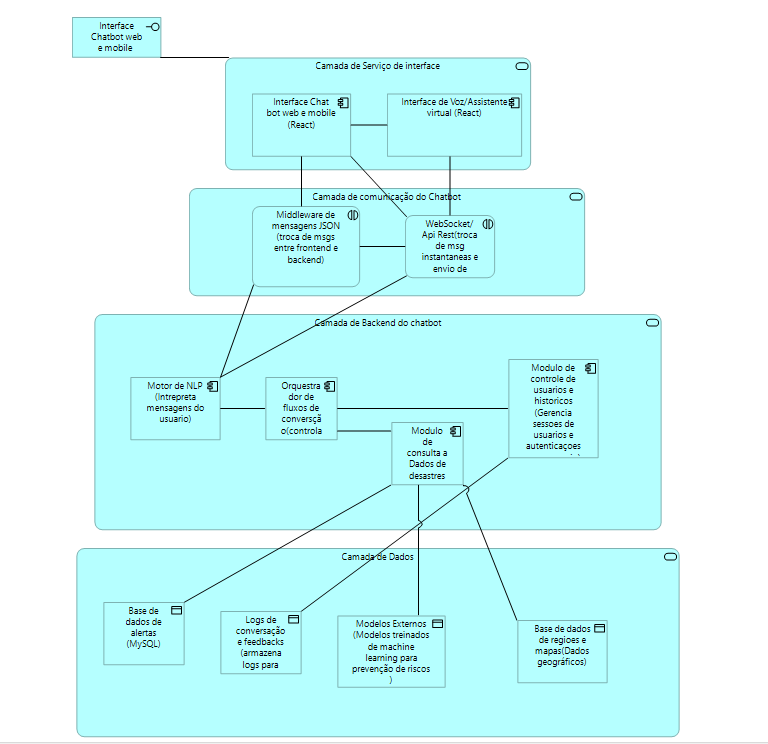 Interface
Chatbot web
e mobile
Camada de Serviço de interface
Interface Chat
bot web e mobile
(React)
Interface de Voz/Assistente
virtual (React)
Camada de comunicação do Chatbot
Middleware de
mensagens JSON
(troca de msgs
entre frontend e
backend)
WebSocket/
Api Rest(troca
de msg
instantaneas e
envio de
Camada de Backend do chatbot
Motor de NLP
(Intrepreta
mensagens do
usuario)
Orquestra
dor de
fluxos de
conversçã
o(controla
Modulo
de
consulta a
Dados de
desastres
Modulo de
controle de
usuarios e
historicos
(Gerencia
sessoes de
usuarios e
autenticaçoes
Camada de Dados
Base de
dados de
alertas
(MySQL)
Logs de
conversação
e feedbacks
(armazena
logs para
Modelos Externos
(Modelos treinados
de machine
learning para
prevenção de riscos
)
Base de dados
de regioes e
mapas(Dados
geográficos)